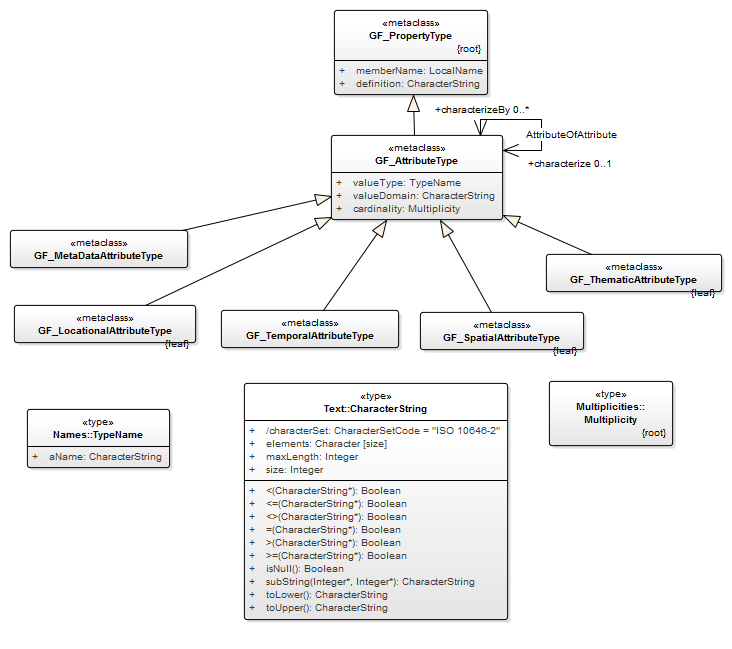 «metaclass»
GF_PropertyType
{root}
+ memberName: LocalName
+ definition: CharacterString
+characterizeBy 0..*
AttributeOfAttribute
+characterize 0..1
«metaclass»
GF_AttributeType
+ valueType: TypeName
+ valueDomain: CharacterString
+ cardinality: Multiplicity
«metaclass»
GF_MetaDataAttributeType
«metaclass»
GF_ThematicAttributeType
{leaf}
«metaclass»
GF_LocationalAttributeType
{leaf}
«metaclass»
GF_TemporalAttributeType
«metaclass»
GF_SpatialAttributeType
{leaf}
«type»
Names::TypeName
+ aName: CharacterString
«type»
Text::CharacterString
+ /characterSet: CharacterSetCode = "ISO 10646-2"
+ elements: Character [size]
+ maxLength: Integer
+ size: Integer
+ <(CharacterString*): Boolean
+ <=(CharacterString*): Boolean
+ <>(CharacterString*): Boolean
+ =(CharacterString*): Boolean
+ >(CharacterString*): Boolean
+ >=(CharacterString*): Boolean
+ isNull(): Boolean
+ subString(Integer*, Integer*): CharacterString
+ toLower(): CharacterString
+ toUpper(): CharacterString
«type»
Multiplicities::
Multiplicity
{root}